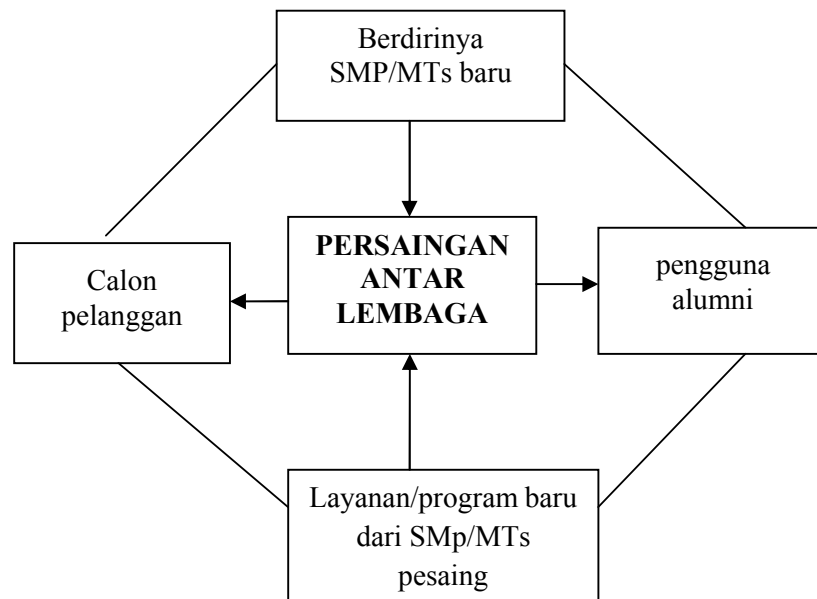 Berdirinya
SMP/MTs baru
PERSAINGAN
ANTAR
LEMBAGA
Calon
pelanggan
pengguna
alumni
Layanan/program baru
dari SMp/MTs
pesaing